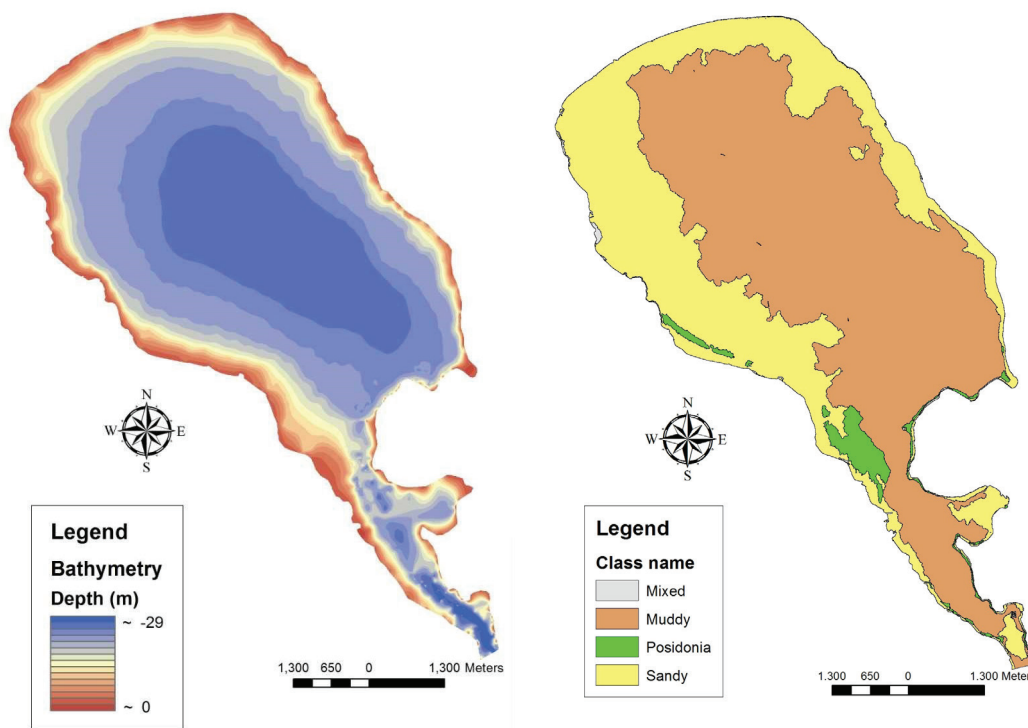 N
W E
S
Legend
Bathymetry
Depth (m)
~ -29
~ 0
1,300 650 0 1,300 Meters
N
W E
S
Legend
Class name
Mixed
Muddy
Posidonia
Sandy
1.300 650 0 1.300 Meters